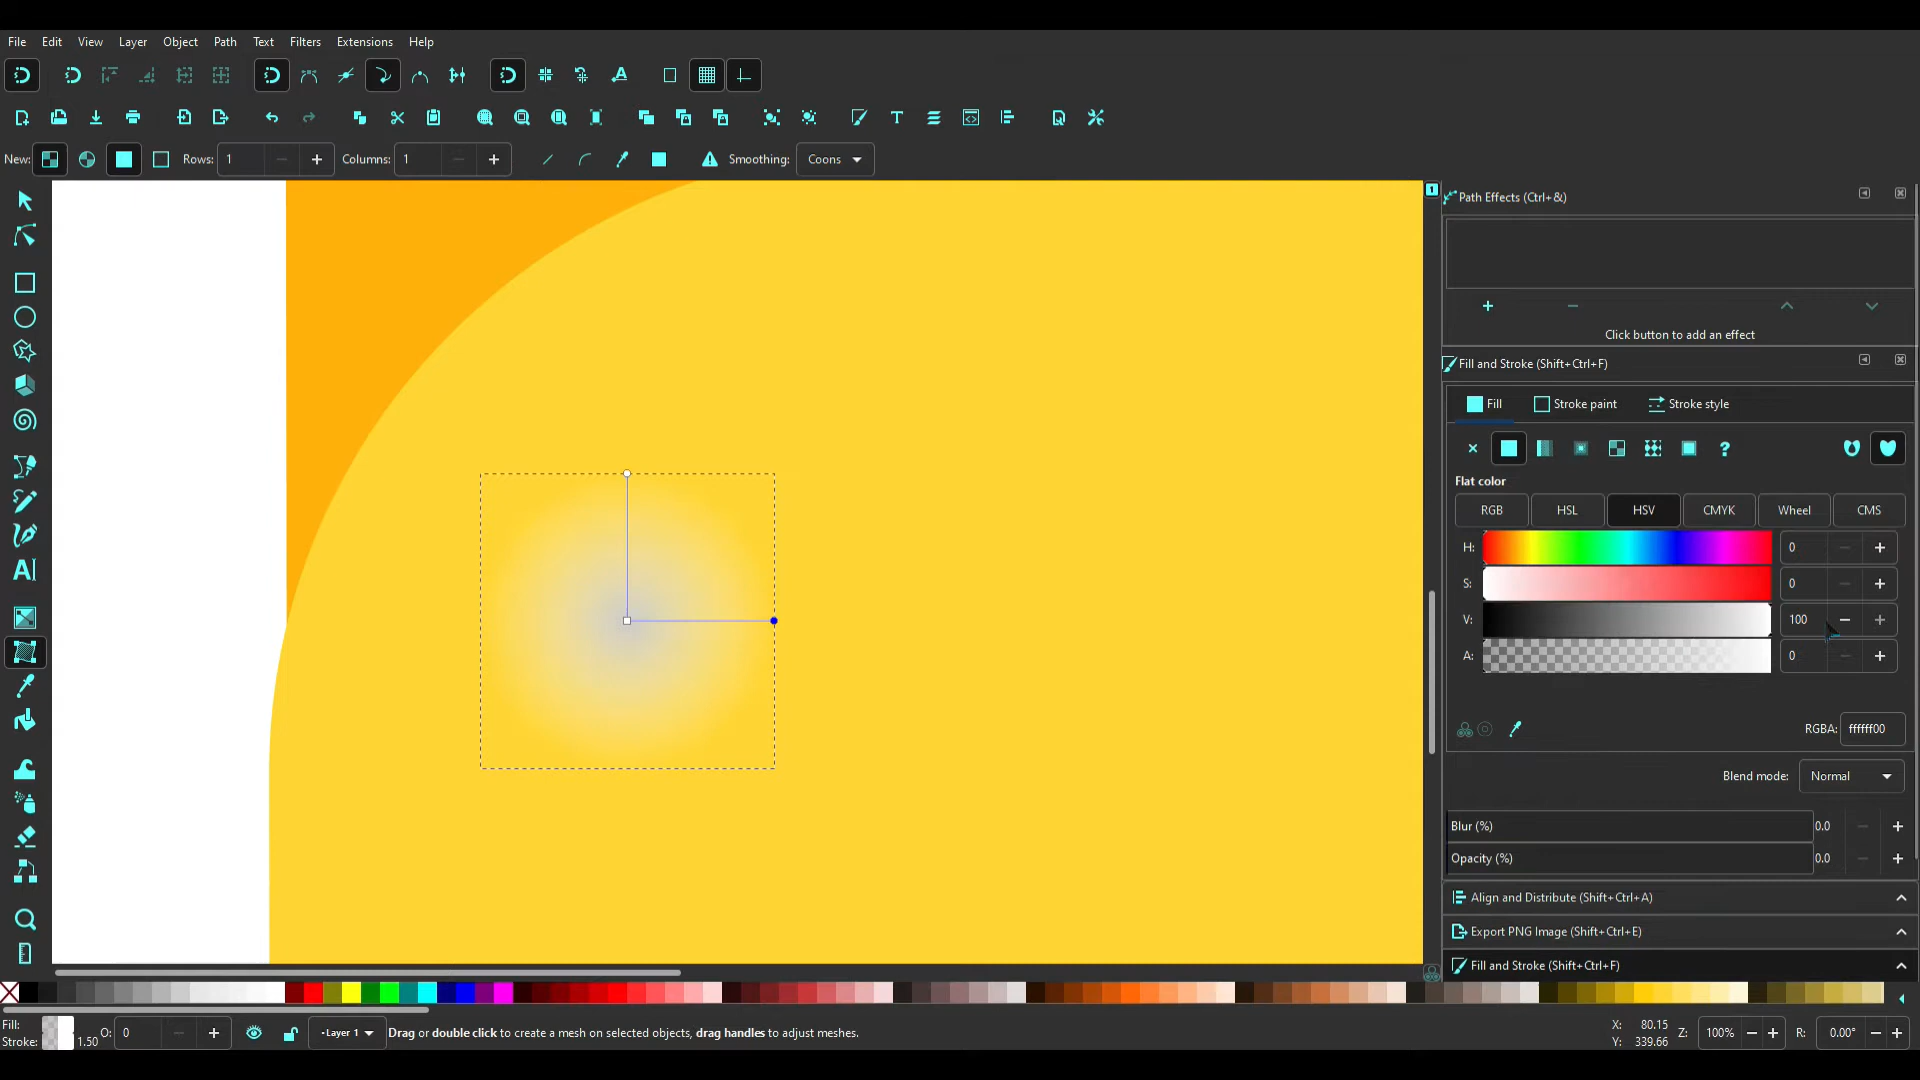 File Edit View Layer Object Path Text Filters Extensions Help
New: Rows: 1 Columns: 1 Smoothing: Coons
Path Effects (Ctrl+&)
Click button to add an effect
Fill and Stroke (Shift+Ctrl+F)
Fill Stroke paint Stroke style
Flat color
RGB HSL HSV CMYK Wheel CMS
H: 0
S: 0
V: 100
A: 0
RGBA: ffffff00
Blend mode: Normal
Blur (%) 0.0
Opacity (%) 0.0
Align and Distribute (Shift+Ctrl+A)
Export PNG Image (Shift+Ctrl+E)
Fill and Stroke (Shift+Ctrl+F)
Fill:
Stroke: 1.50 O: 0 Layer 1 Drag or double click to create a mesh on selected objects, drag handles to adjust meshes.
X: 80.15
Y: 339.66
Z: 100% R: 0.00°